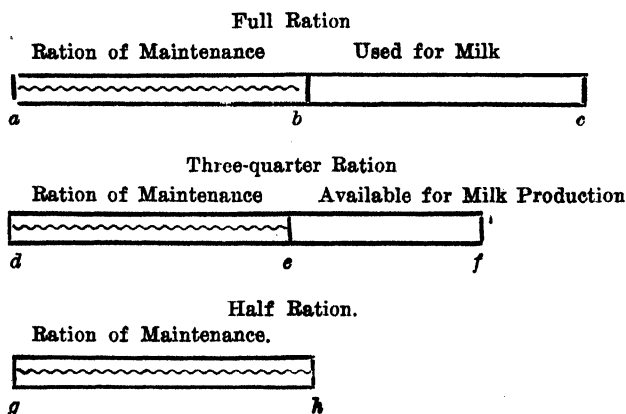 Full Ration
Ration of Maintenance Used for Milk
a b c
Three-quarter Ration
Ration of Maintenance Available for Milk Production
d e f
Half Ration.
Ration of Maintenance.
g h